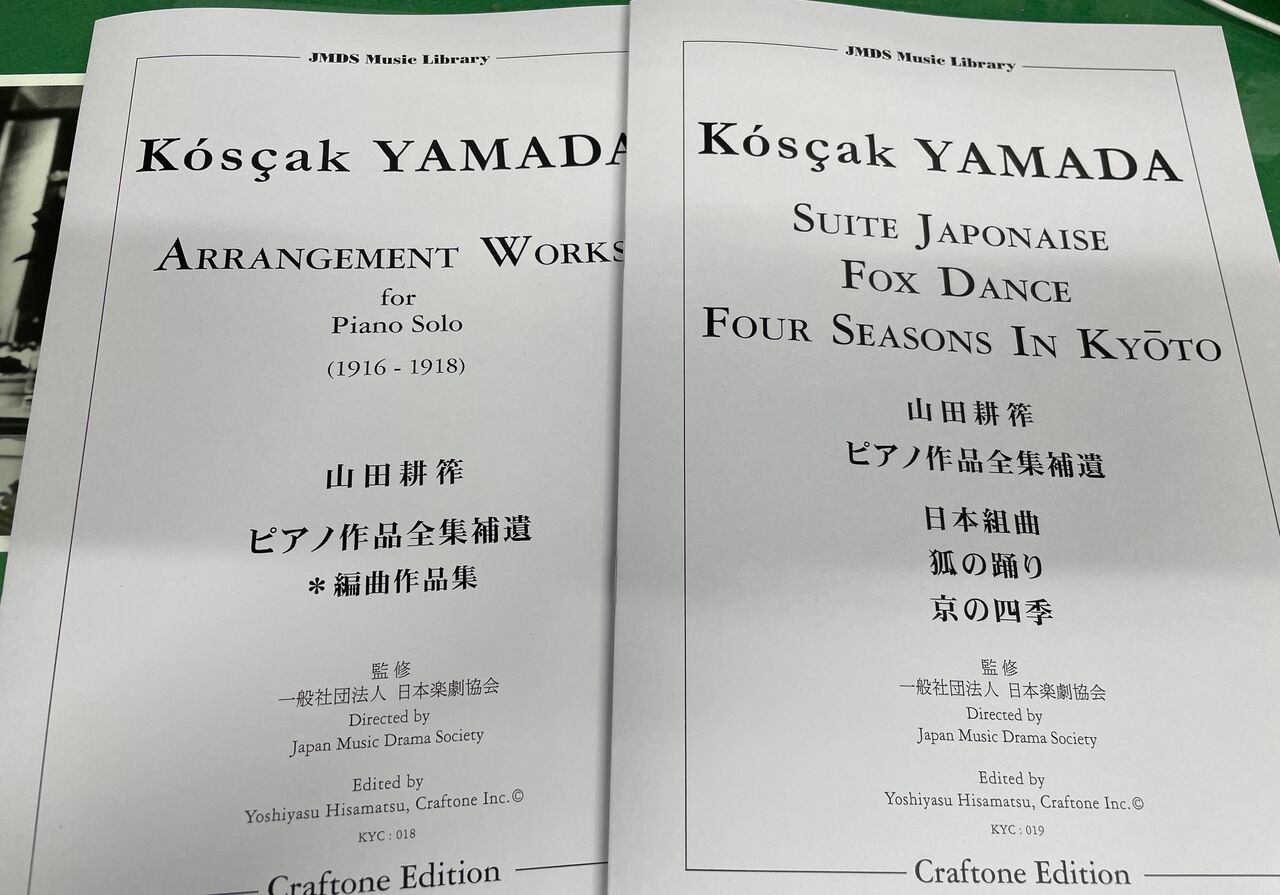 JMDS Music Library
Kósçak YAMADA
ARRANGEMENT WORKS
for
Piano Solo
(1916 - 1918)
山田耕筰
ピアノ作品全集補遺
＊編曲作品集
監修
一般社団法人 日本楽劇協会
Directed by
Japan Music Drama Society
Edited by
Yoshiyasu Hisamatsu, Craftone Inc.©
KYC : 018
Craftone Edition
JMDS Music Library
Kósçak YAMADA
SUITE JAPONAISE
FOX DANCE
FOUR SEASONS IN KYŌTO
山田耕筰
ピアノ作品全集補遺
日本組曲
狐の踊り
京の四季
監修
一般社団法人 日本楽劇協会
Directed by
Japan Music Drama Society
Edited by
Yoshiyasu Hisamatsu, Craftone Inc.©
KYC : 019
Craftone Edition